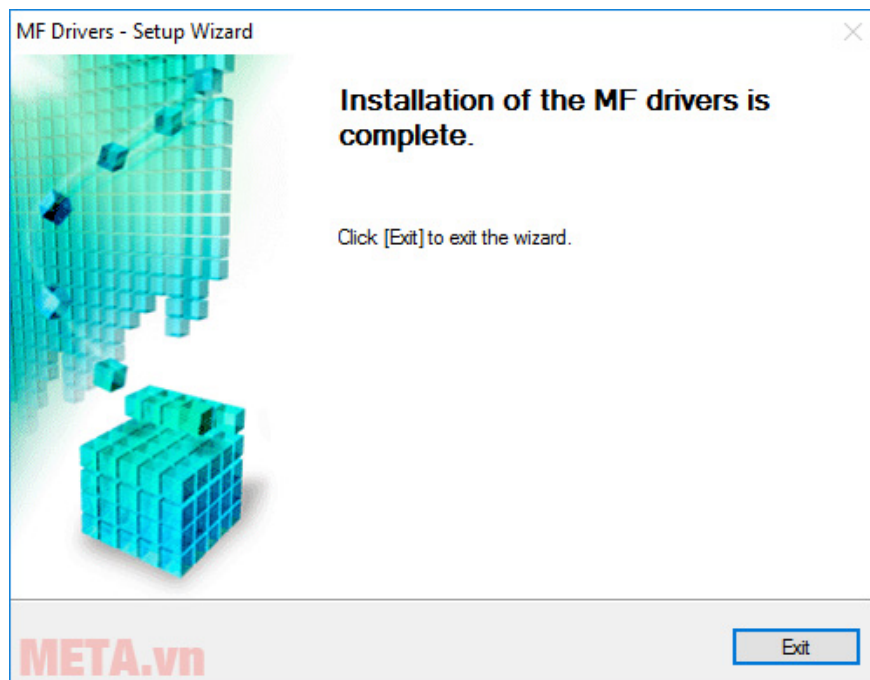 MF Drivers - Setup Wizard
Installation of the MF drivers is
complete.
Click [Exit] to exit the wizard.
META.vn
Exit